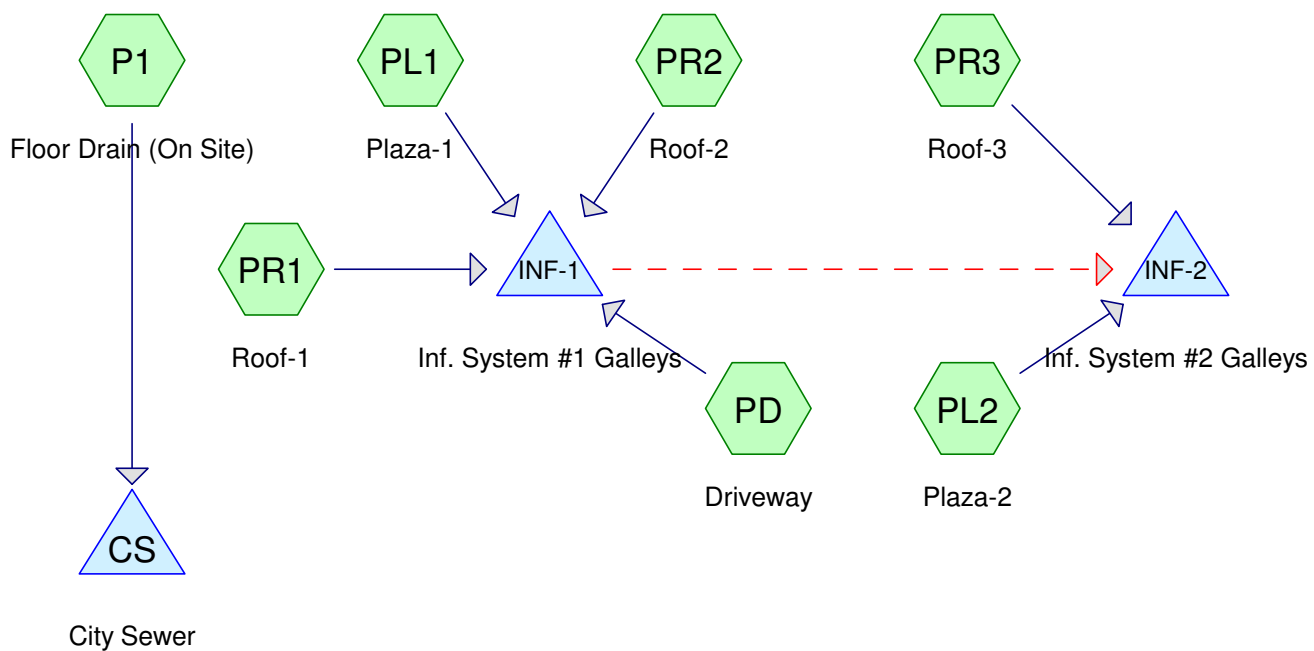 P1
PL1
PR2
PR3
Floor Drain (On Site)
Plaza-1
Roof-2
Roof-3
PR1
INF-1
INF-2
Roof-1
Inf. System #1 Galleys
Inf. System #2 Galleys
PD
PL2
Driveway
Plaza-2
CS
City Sewer